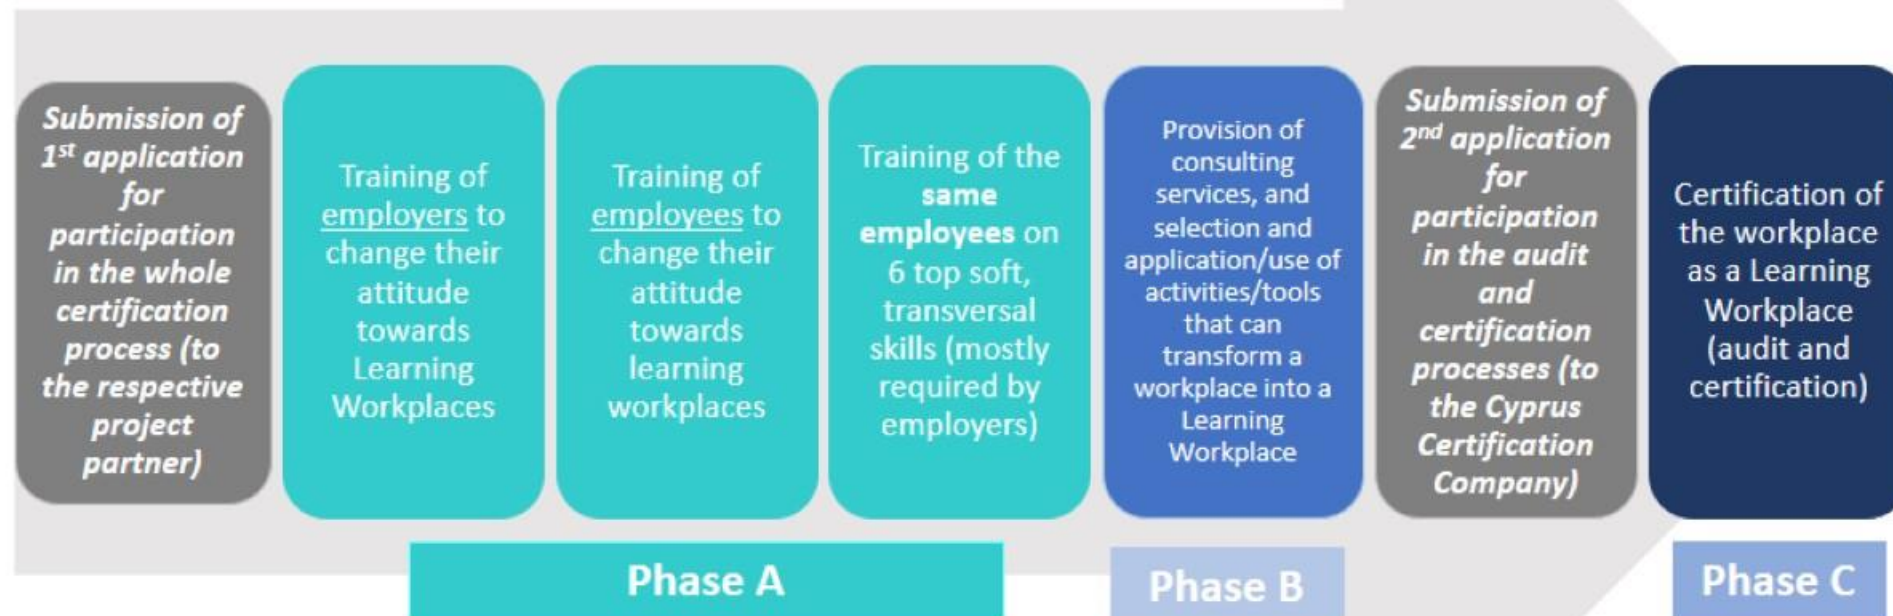 Submission of
1st application
for
participation
in the whole
certification
process (to
the respective
project
partner)
Training of
employers to
change their
attitude
towards
Learning
Workplaces
Training of
employees to
change their
attitude
towards
learning
workplaces
Training of the
same
employees on
6 top soft,
transversal
skills (mostly
required by
employers)
Provision of
consulting
services, and
selection and
application/use of
activities/tools
that can
transform a
workplace into a
Learning
Workplace
Submission of
2nd application
for
participation
in the audit
and
certification
processes (to
the Cyprus
Certification
Company)
Certification of
the workplace
as a Learning
Workplace
(audit and
certification)
Phase A
Phase B
Phase C